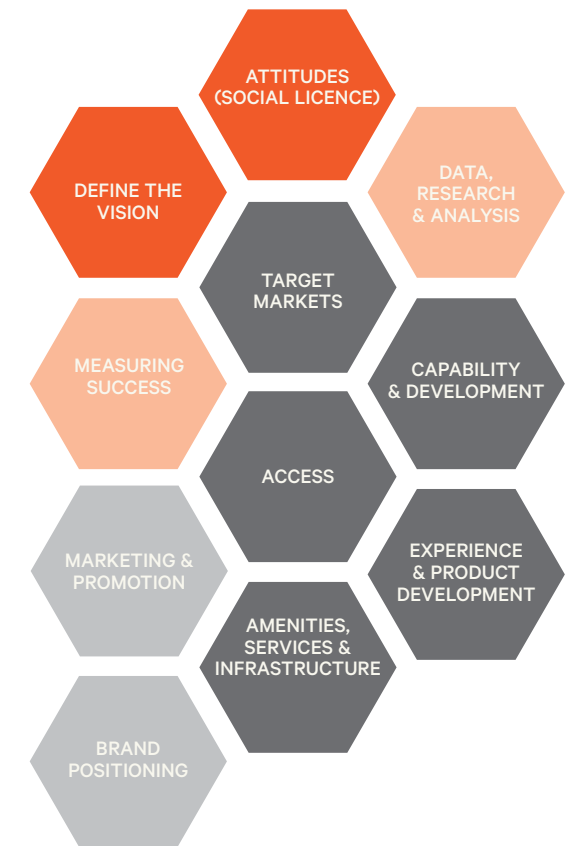 ATTITUDES
(SOCIAL LICENCE)
DEFINE THE
VISION
DATA,
RESEARCH
& ANALYSIS
TARGET
MARKETS
MEASURING
SUCCESS
CAPABILITY
& DEVELOPMENT
ACCESS
MARKETING &
PROMOTION
EXPERIENCE
& PRODUCT
DEVELOPMENT
AMENITIES,
SERVICES &
INFRASTRUCTURE
BRAND
POSITIONING